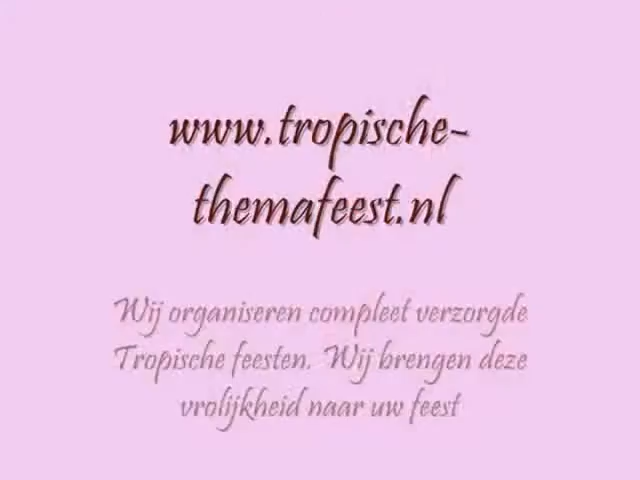 www.tropische-
themafeest.nl
Wij organiseren compleet verzorgde
Tropische feesten. Wij brengen deze
vrolijkheid naar uw feest